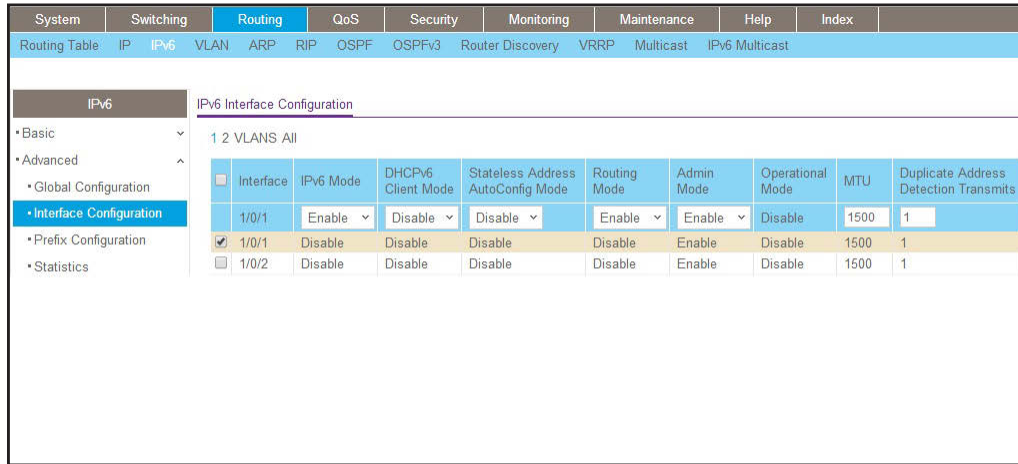 System Switching Routing QoS Security Monitoring Maintenance Help Index
Routing Table IP IPv6 VLAN ARP RIP OSPF OSPFv3 Router Discovery VRRP Multicast IPv6 Multicast
IPv6
Basic
Advanced
Global Configuration
Interface Configuration
Prefix Configuration
Statistics
IPv6 Interface Configuration
1 2 VLANS All
Interface IPv6 Mode DHCPv6 Client Mode Stateless Address AutoConfig Mode Routing Mode Admin Mode Operational Mode MTU Duplicate Address Detection Transmits
1/0/1 Enable Disable Disable Enable Enable Disable 1500 1
1/0/1 Disable Disable Disable Disable Enable Disable 1500 1
1/0/2 Disable Disable Disable Disable Enable Disable 1500 1